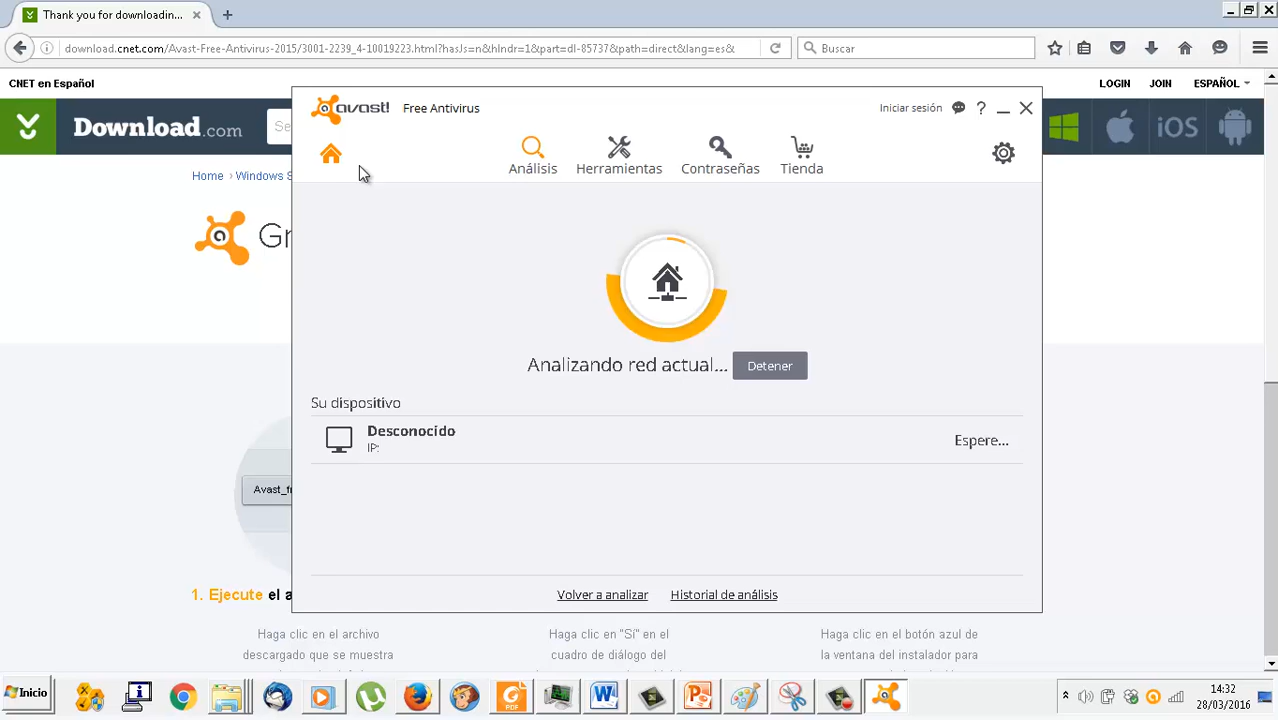 Thank you for downloadin...
download.cnet.com/Avast-Free-Antivirus-2015/3001-2239_4-10019223.html?hasJs=n&hlndr=1&part=dl-85737&path=direct&lang=es&
Buscar
CNET en Español
LOGIN
JOIN
ESPAÑOL
Download.com
Se
iOS
avast!
Free Antivirus
Iniciar sesión
Análisis
Herramientas
Contraseñas
Tienda
Home › Windows S
Gr
Analizando red actual...
Detener
Su dispositivo
Desconocido
IP:
Espere...
Avast_fr
Volver a analizar
Historial de análisis
1. Ejecute el a
Haga clic en el archivo
descargado que se muestra
Haga clic en "Sí" en el
cuadro de diálogo del
Haga clic en el botón azul de
la ventana del instalador para
Inicio
PDF
14:32
28/03/2016